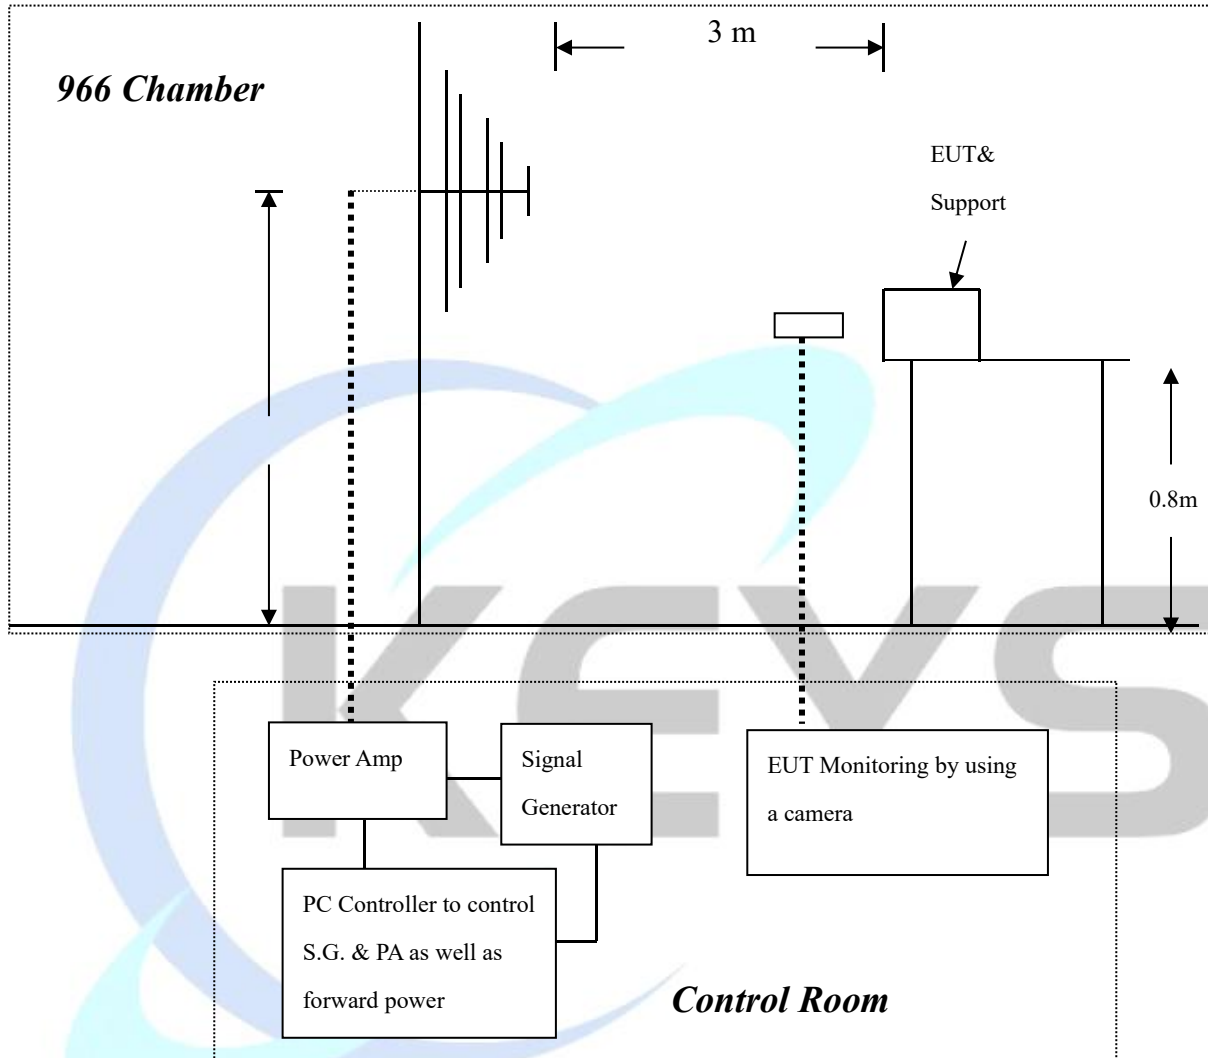 3 m
966 Chamber
EUT&
Support
0.8m
Power Amp
Signal
Generator
EUT Monitoring by using
a camera
PC Controller to control
S.G. & PA as well as
forward power
Control Room
KEYS